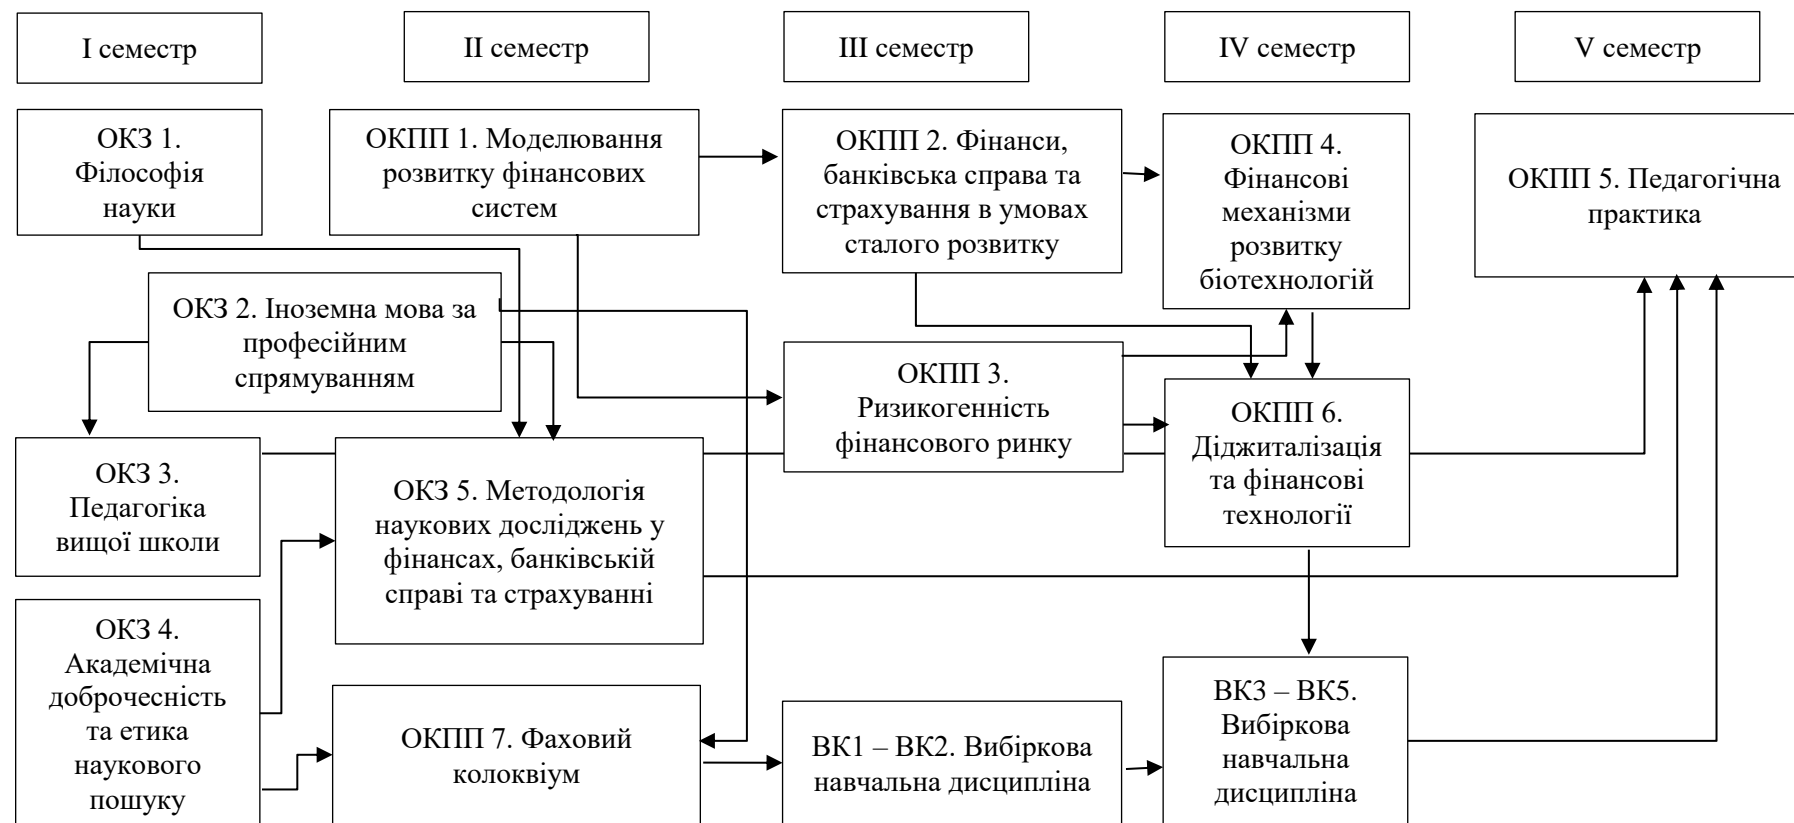 I семестр
II семестр
III семестр
IV семестр
V семестр
ОКЗ 1.
Філософія
науки
ОКПП 1. Моделювання
розвитку фінансових
систем
ОКПП 2. Фінанси,
банківська справа та
страхування в умовах
сталого розвитку
ОКПП 4.
Фінансові
механізми
розвитку
біотехнологій
ОКПП 5. Педагогічна
практика
ОКЗ 2. Іноземна мова за
професійним
спрямуванням
ОКПП 3.
Ризикогенність
фінансового ринку
ОКПП 6.
Діджиталізація
та фінансові
технології
ОКЗ 3.
Педагогіка
вищої школи
ОКЗ 5. Методологія
наукових досліджень у
фінансах, банківській
справі та страхуванні
ОКЗ 4.
Академічна
доброчесність
та етика
наукового
пошуку
ОКПП 7. Фаховий
колоквіум
ВК1 – ВК2. Вибіркова
навчальна дисципліна
ВК3 – ВК5.
Вибіркова
навчальна
дисципліна